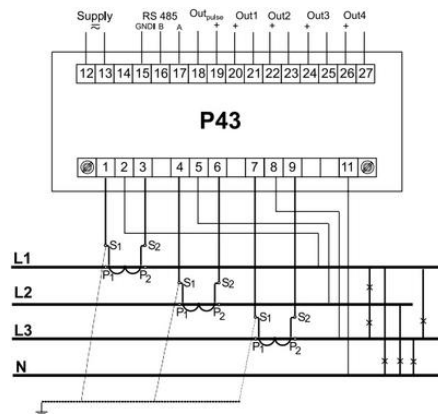 Supply RS 485 Outpulse Out1 Out2 Out3 Out4
≂ GND B A + + + + +
12 13 14 15 16 17 18 19 20 21 22 23 24 25 26 27
P43
1 2 3 4 5 6 7 8 9 11
S1 S2
L1
P1 P2
S1 S2
L2
P1 P2
S1 S2
L3
P1 P2
N